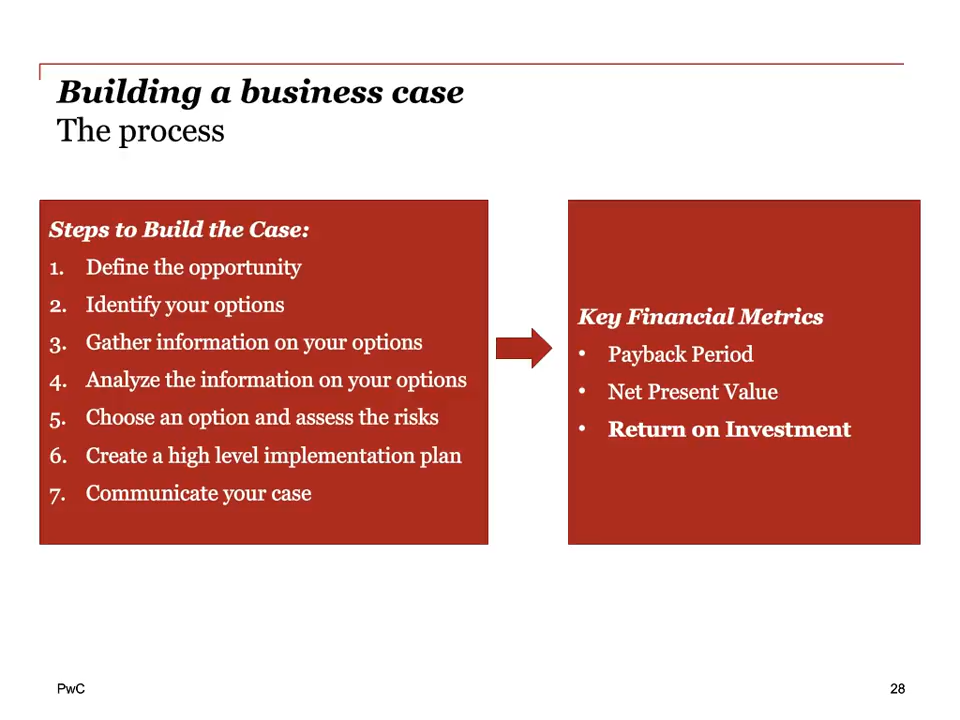 Building a business case
The process
Steps to Build the Case:
1. Define the opportunity
2. Identify your options
3. Gather information on your options
4. Analyze the information on your options
5. Choose an option and assess the risks
6. Create a high level implementation plan
7. Communicate your case
Key Financial Metrics
• Payback Period
• Net Present Value
• Return on Investment
PwC
28